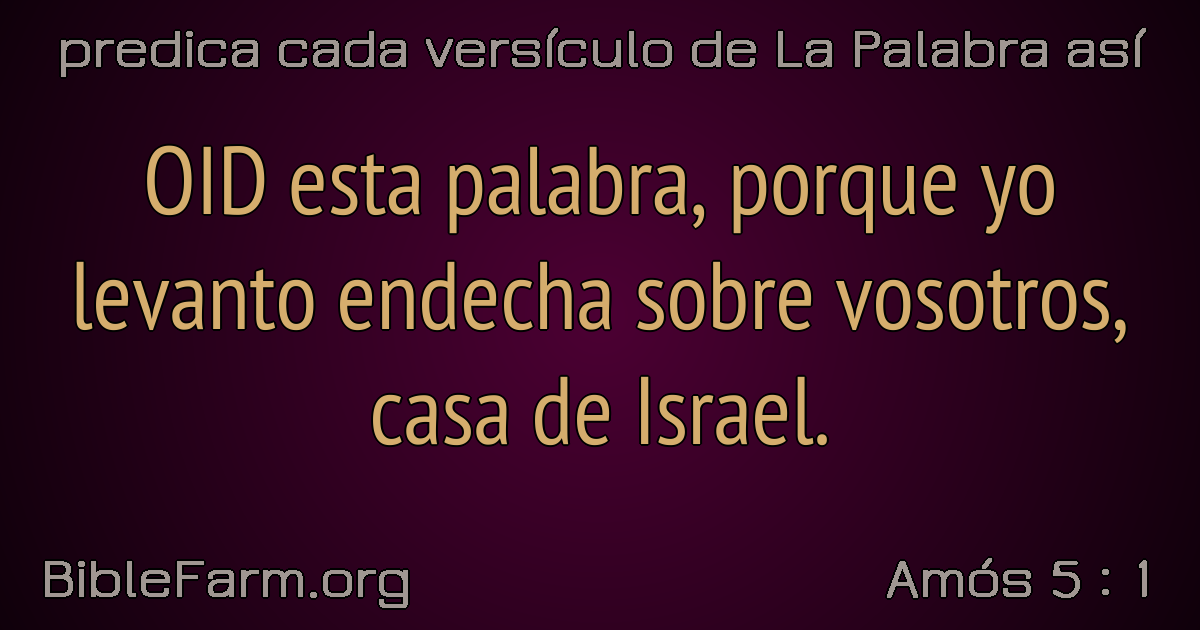 predica cada versículo de La Palabra así
OID esta palabra, porque yo
levanto endecha sobre vosotros,
casa de Israel.
BibleFarm.org
Amós 5 : 1